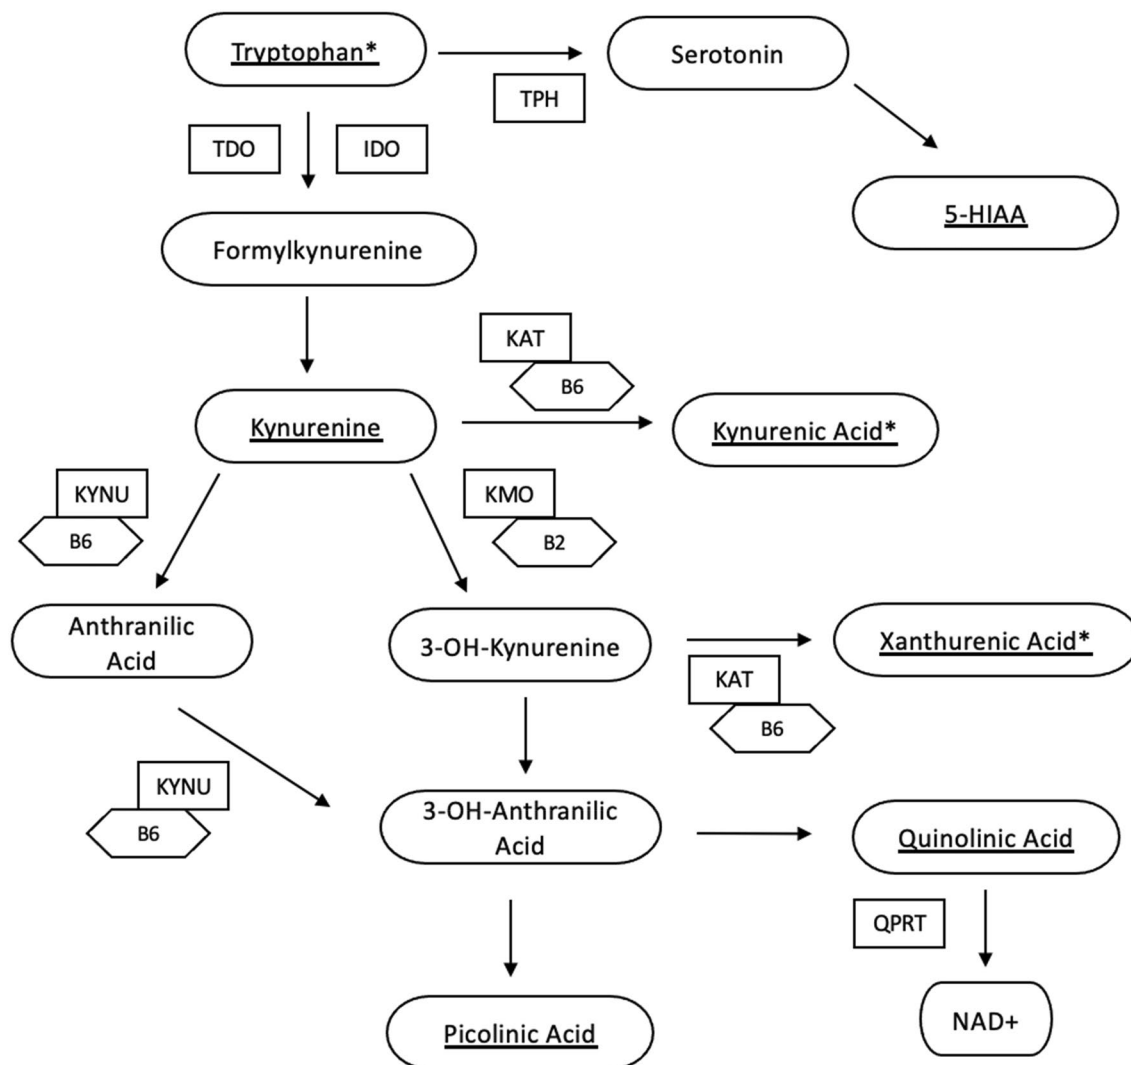 Tryptophan*
Serotonin
TPH
TDO
IDO
5-HIAA
Formylkynurenine
KAT
B6
Kynurenine
Kynurenic Acid*
KYNU
B6
KMO
B2
Anthranilic
Acid
3-OH-Kynurenine
Xanthurenic Acid*
KAT
B6
KYNU
B6
3-OH-Anthranilic
Acid
Quinolinic Acid
QPRT
Picolinic Acid
NAD+